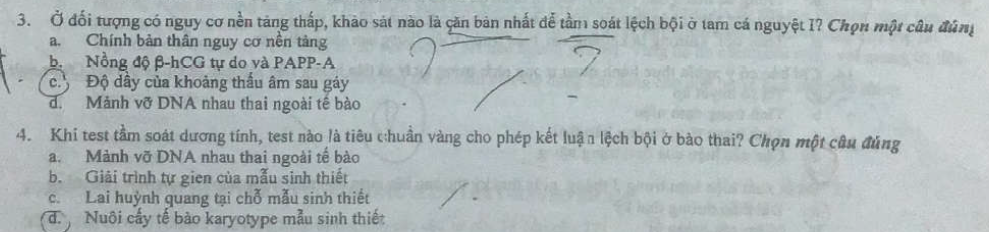 3. Ở đối tượng có nguy cơ nền tảng thấp, khảo sát nào là căn bản nhất để tầm soát lệch bội ở tam cá nguyệt I? Chọn một câu đúng
a. Chính bản thân nguy cơ nền tảng
b. Nồng độ β-hCG tự do và PAPP-A
c. Độ dầy của khoảng thấu âm sau gáy
d. Mảnh vỡ DNA nhau thai ngoài tế bào
4. Khi test tầm soát dương tính, test nào là tiêu chuẩn vàng cho phép kết luận lệch bội ở bào thai? Chọn một câu đúng
a. Mảnh vỡ DNA nhau thai ngoài tế bào
b. Giải trình tự gien của mẫu sinh thiết
c. Lai huỳnh quang tại chỗ mẫu sinh thiết
d. Nuôi cấy tế bào karyotype mẫu sinh thiết